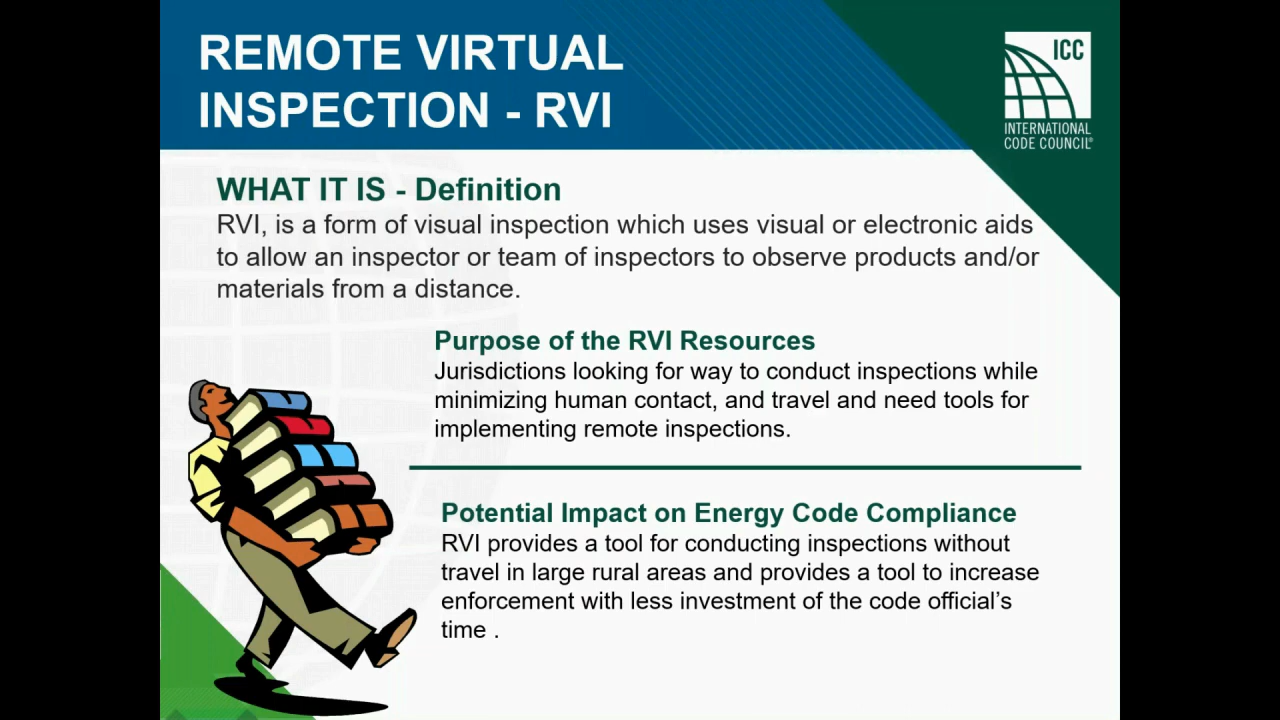 REMOTE VIRTUAL
INSPECTION - RVI
ICC
INTERNATIONAL
CODE COUNCIL®
WHAT IT IS - Definition
RVI, is a form of visual inspection which uses visual or electronic aids
to allow an inspector or team of inspectors to observe products and/or
materials from a distance.
Purpose of the RVI Resources
Jurisdictions looking for way to conduct inspections while
minimizing human contact, and travel and need tools for
implementing remote inspections.
Potential Impact on Energy Code Compliance
RVI provides a tool for conducting inspections without
travel in large rural areas and provides a tool to increase
enforcement with less investment of the code official's
time .